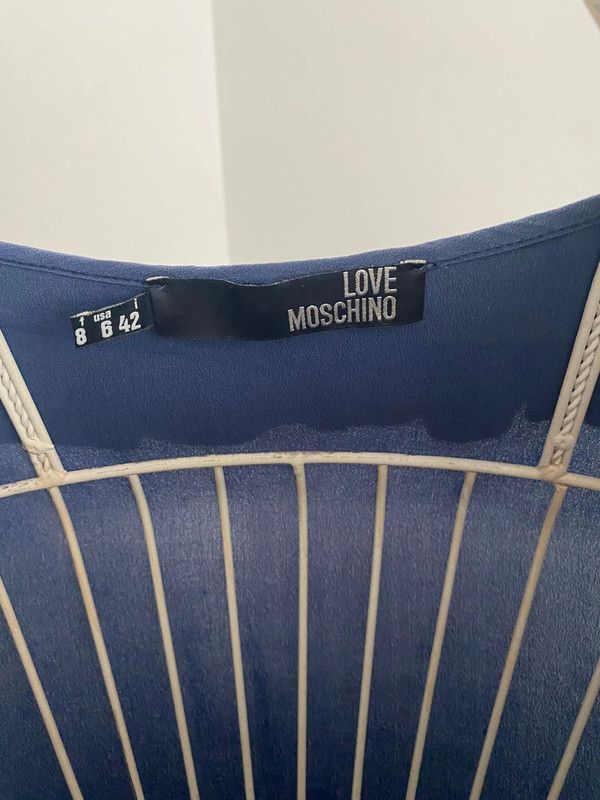 LOVE
MOSCHINO
f usa i
8 6 42